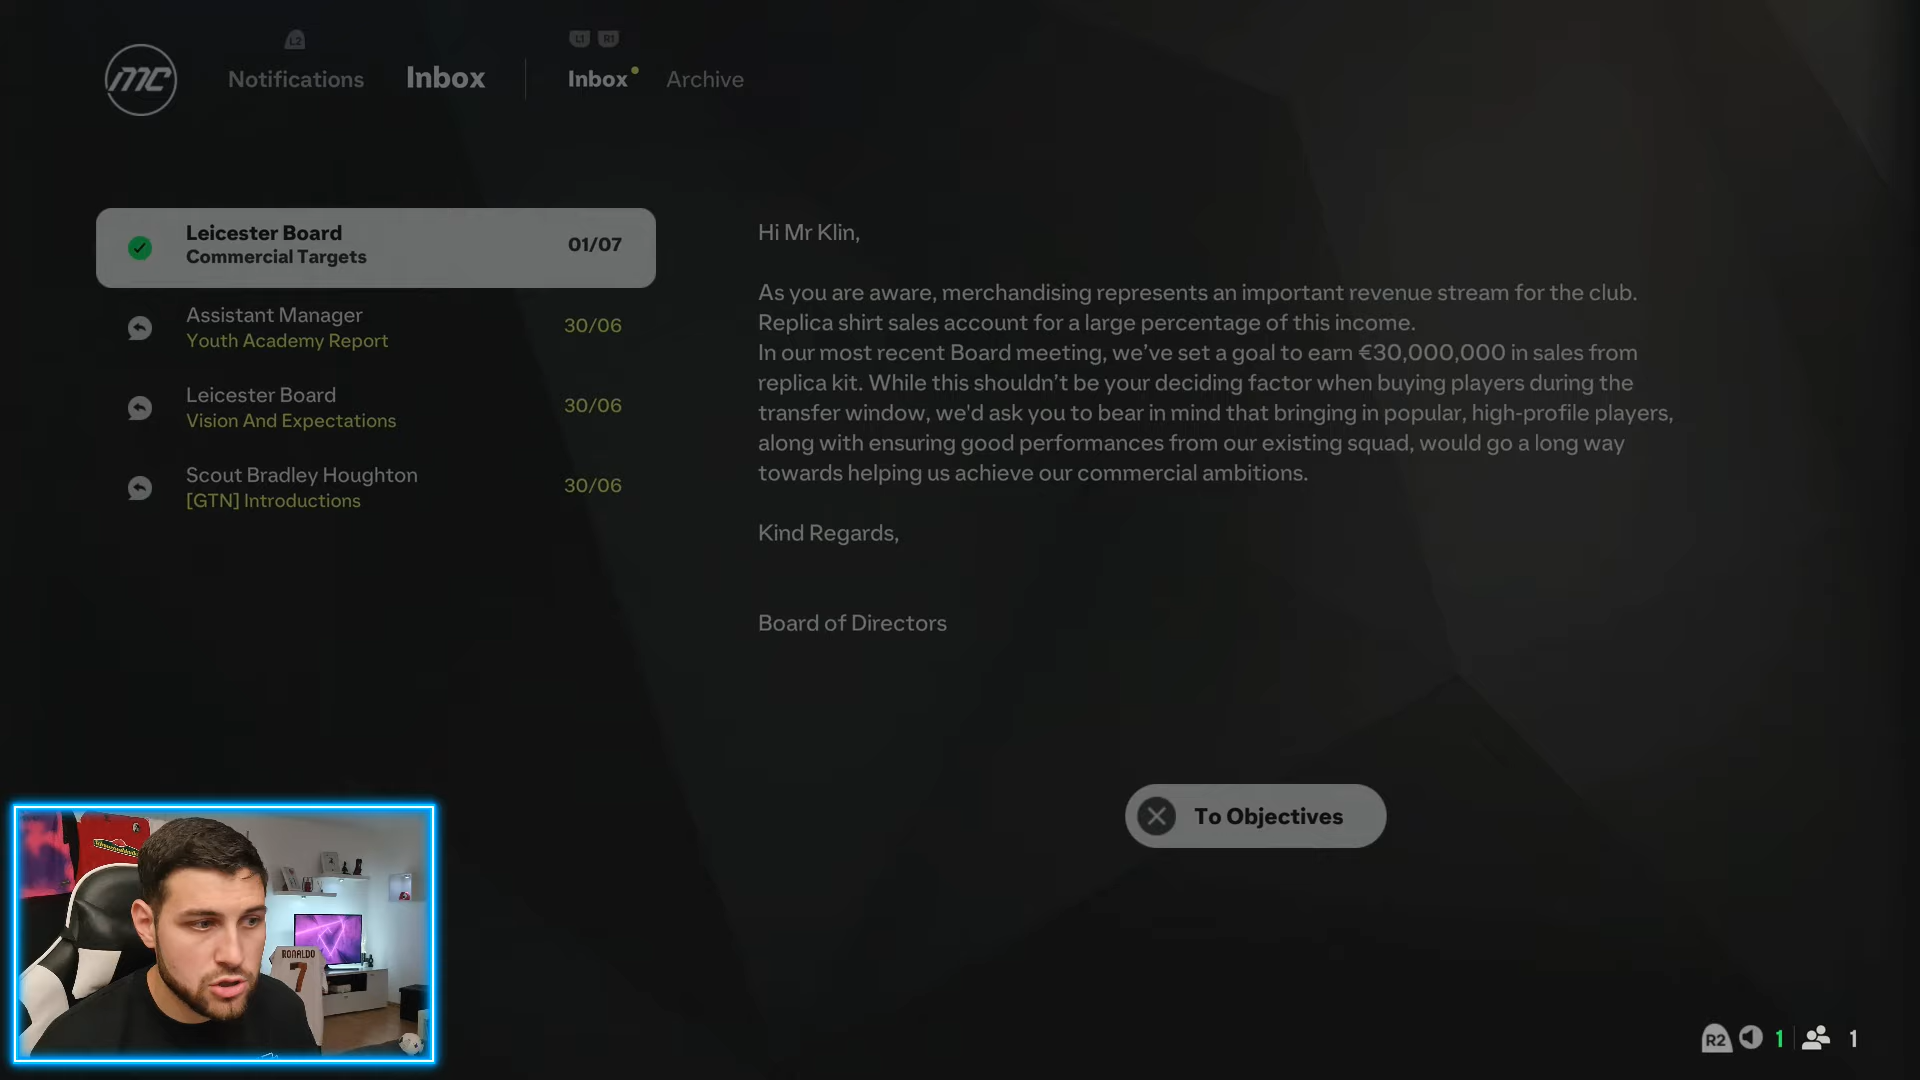 L2
L1 R1
MC
Notifications
Inbox
Inbox
Archive
Leicester Board
Commercial Targets
01/07
Assistant Manager
Youth Academy Report
30/06
Leicester Board
Vision And Expectations
30/06
Scout Bradley Houghton
[GTN] Introductions
30/06
Hi Mr Klin,
As you are aware, merchandising represents an important revenue stream for the club.
Replica shirt sales account for a large percentage of this income.
In our most recent Board meeting, we’ve set a goal to earn €30,000,000 in sales from
replica kit. While this shouldn’t be your deciding factor when buying players during the
transfer window, we'd ask you to bear in mind that bringing in popular, high-profile players,
along with ensuring good performances from our existing squad, would go a long way
towards helping us achieve our commercial ambitions.
Kind Regards,
Board of Directors
To Objectives
RONALDO
7
R2
1
1